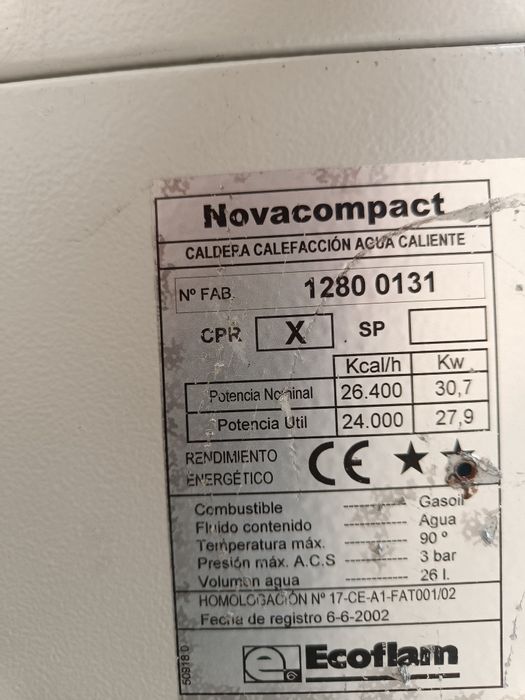 Novacompact
CALDERA CALEFACCIÓN AGUA CALIENTE
Nº FAB. 1280 0131
CPR X SP
Kcal/h Kw
Potencia Nominal 26.400 30,7
Potencia Util 24.000 27,9
RENDIMIENTO
ENERGÉTICO CE ★ ★
Combustible ------------ Gasoil
Fluido contenido ------------ Agua
Temperatura máx. ------------ 90 º
Presión máx. A.C.S ------------ 3 bar
Volumen agua ------------ 26 l.
HOMOLOGACIÓN Nº 17-CE-A1-FAT001/02
Fecha de registro 6-6-2002
50918.0
e Ecoflam